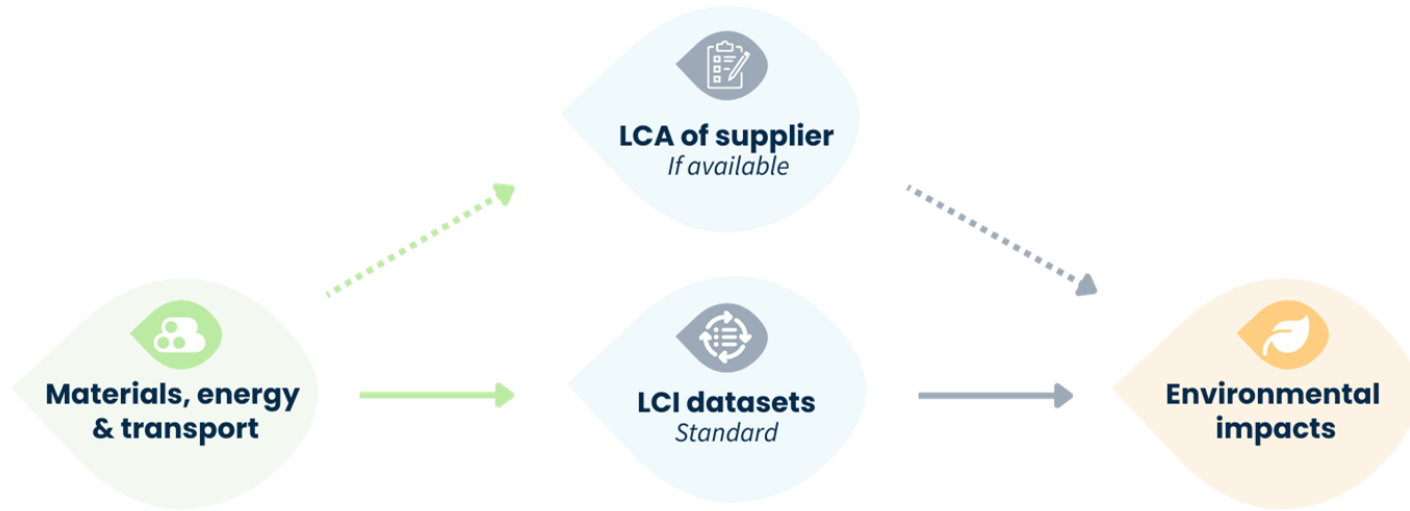 LCA of supplier
If available
Materials, energy
& transport
LCI datasets
Standard
Environmental
impacts